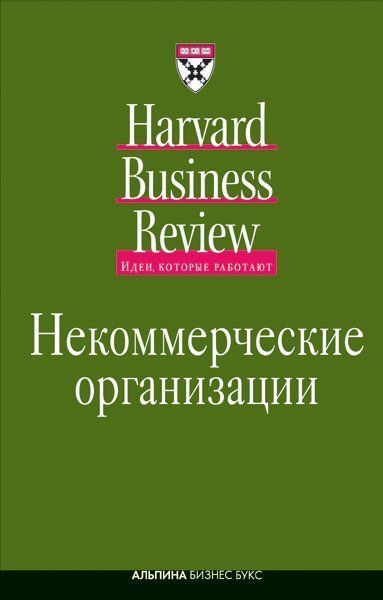 Harvard
Business
Review
ИДЕИ, КОТОРЫЕ РАБОТАЮТ
Некоммерческие
организации
АЛЬПИНА БИЗНЕС БУКС